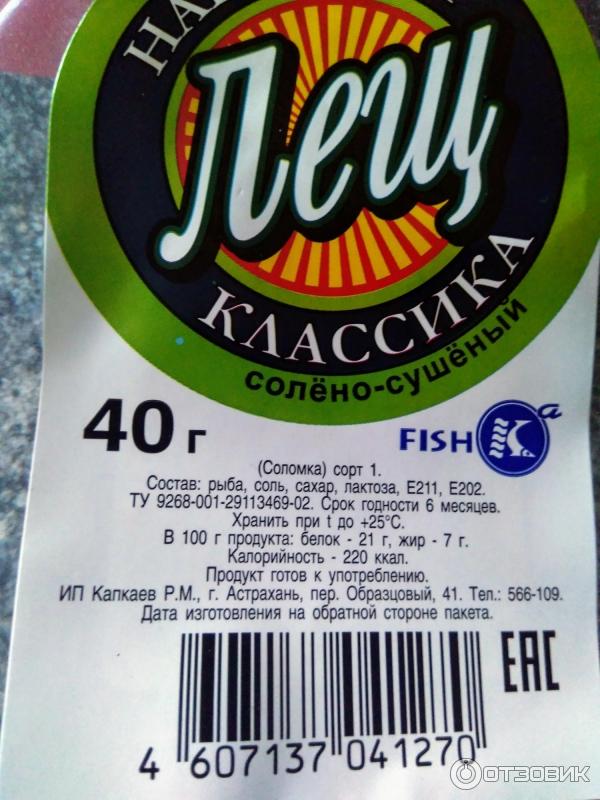 Лещ
КЛАССИКА
солёно-сушёный
40 г
FISHKa
(Соломка) сорт 1.
Состав: рыба, соль, сахар, лактоза, Е211, Е202.
ТУ 9268-001-29113469-02. Срок годности 6 месяцев.
Хранить при t до +25°С.
В 100 г продукта: белок - 21 г, жир - 7 г.
Калорийность - 220 ккал.
Продукт готов к употреблению.
ИП Капкаев Р.М., г. Астрахань, пер. Образцовый, 41. Тел.: 566-109.
Дата изготовления на обратной стороне пакета.
EAC
4 607137 041270
ОТЗОВИК